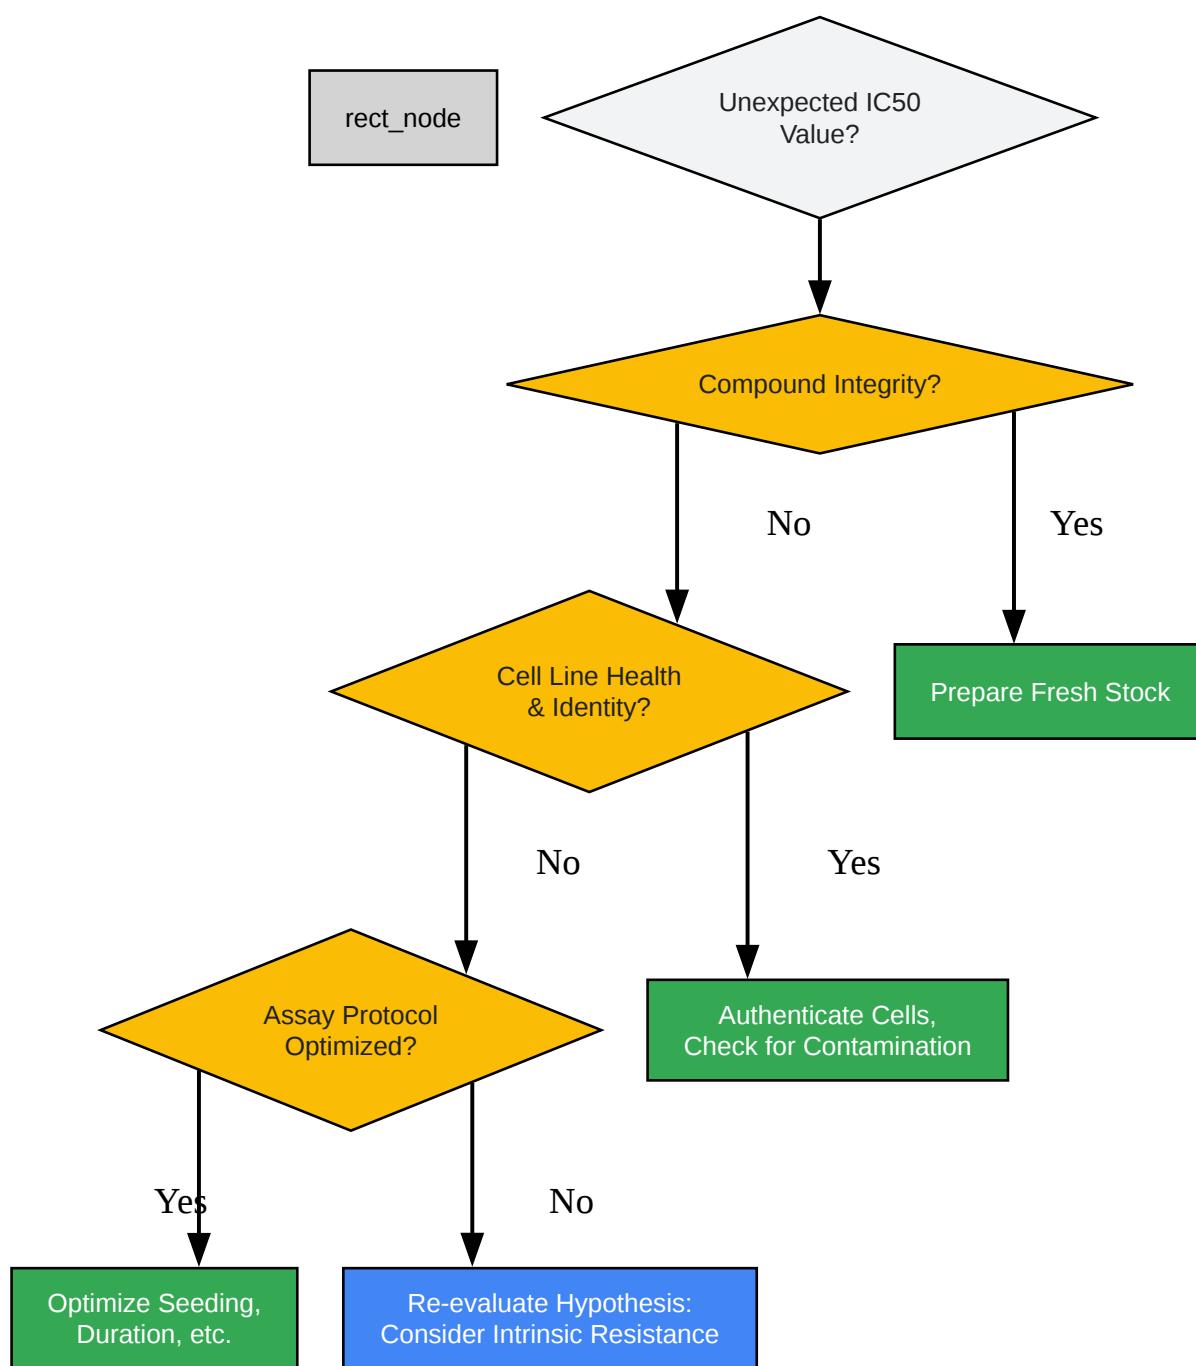 rect_node
Unexpected IC50
Value?
Compound Integrity?
No
Yes
Cell Line Health
& Identity?
Prepare Fresh Stock
No
Yes
Assay Protocol
Optimized?
Authenticate Cells,
Check for Contamination
Yes
No
Optimize Seeding,
Duration, etc.
Re-evaluate Hypothesis:
Consider Intrinsic Resistance